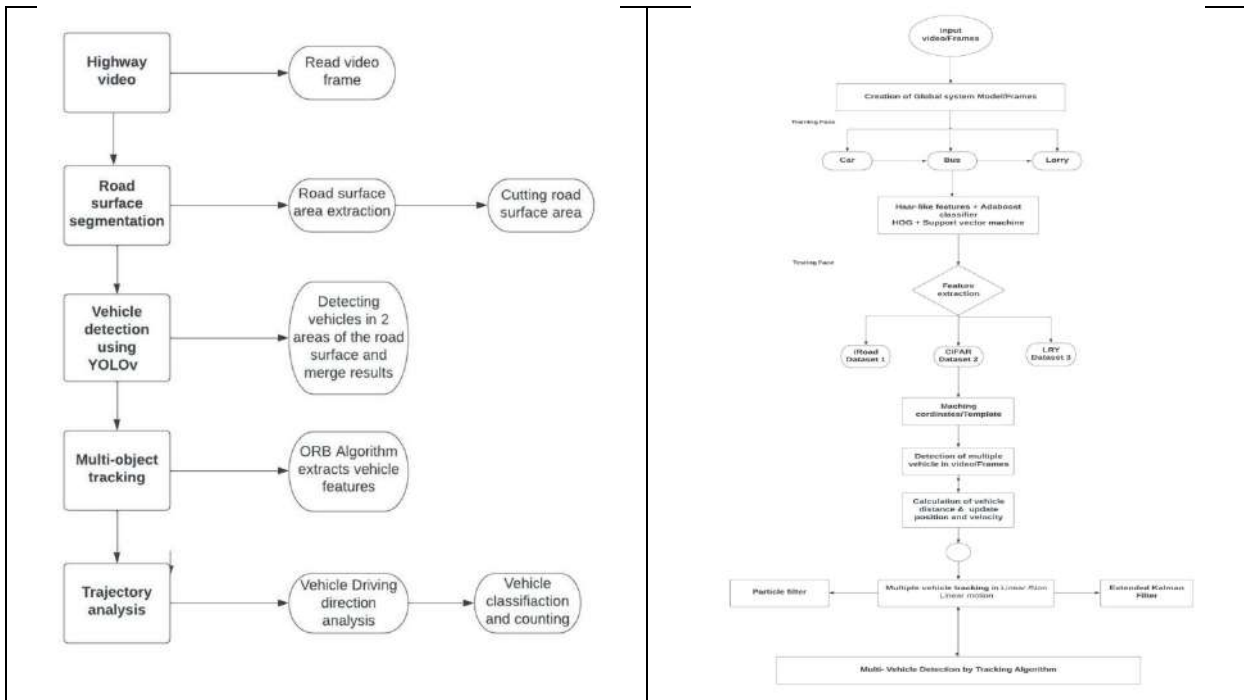 Highway
video
Read video
frame
Road
surface
segmentation
Road surface
area extraction
Cutting road
surface area
Vehicle
detection
using
YOLOv
Detecting
vehicles in 2
areas of the road
surface and
merge results
Multi-object
tracking
ORB Algorithm
extracts vehicle
features
Trajectory
analysis
Vehicle Driving
direction
analysis
Vehicle
classifiaction
and counting
Input
video/Frames
Creation of Global system Model/Frames
Car
Bus
Lorry
Haar-like features + Adaboost
classifier
HOG + Support vector machine
Feature
extraction
iRoad
Dataset 1
CIFAR
Dataset 2
LRY
Dataset 3
Maching
cordinates/Template
Detection of multiple
vehicle in video/Frames
Calculation of vehicle
distance & update
position and velocity
Particle filter
Multiple vehicle tracking in Linear
Linear motion
Extended Kalman
Filter
Multi- Vehicle Detection by Tracking Algorithm